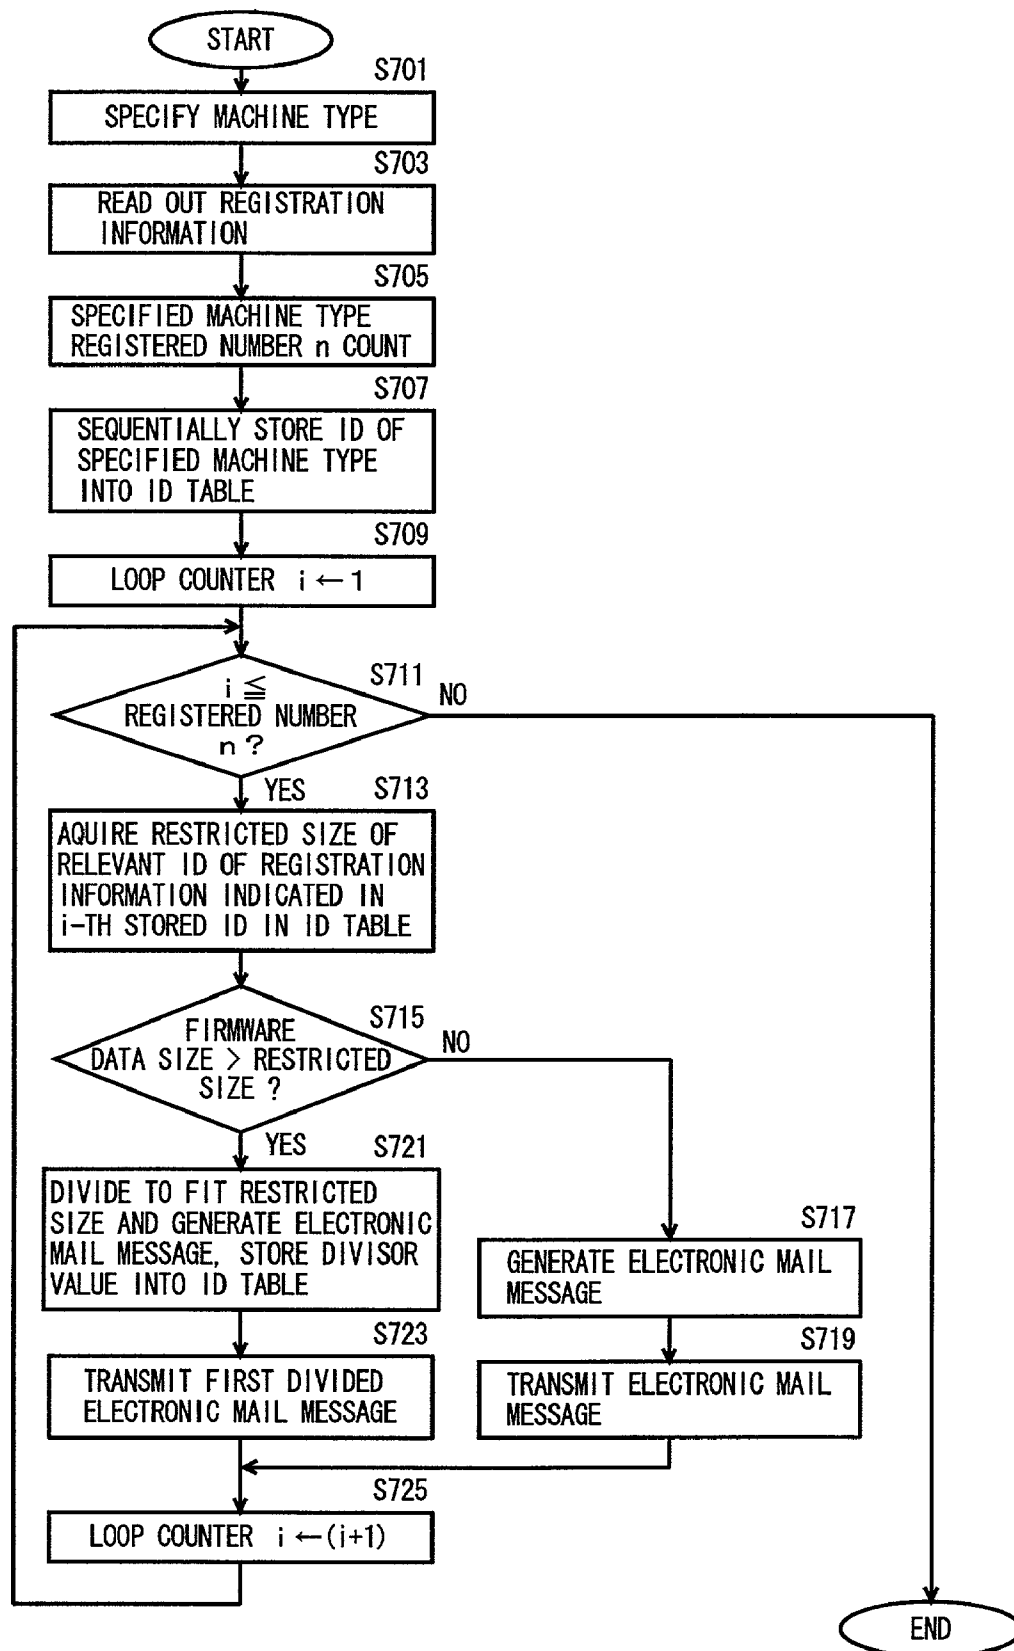 START
S701
SPECIFY MACHINE TYPE
S703
READ OUT REGISTRATION
INFORMATION
S705
SPECIFIED MACHINE TYPE
REGISTERED NUMBER n COUNT
S707
SEQUENTIALLY STORE ID OF
SPECIFIED MACHINE TYPE
INTO ID TABLE
S709
LOOP COUNTER i ← 1
S711
i ≦
REGISTERED NUMBER
n ?
NO
YES
S713
AQUIRE RESTRICTED SIZE OF
RELEVANT ID OF REGISTRATION
INFORMATION INDICATED IN
i-TH STORED ID IN ID TABLE
S715
FIRMWARE
DATA SIZE > RESTRICTED
SIZE ?
NO
YES
S721
DIVIDE TO FIT RESTRICTED
SIZE AND GENERATE ELECTRONIC
MAIL MESSAGE, STORE DIVISOR
VALUE INTO ID TABLE
S717
GENERATE ELECTRONIC MAIL
MESSAGE
S723
TRANSMIT FIRST DIVIDED
ELECTRONIC MAIL MESSAGE
S719
TRANSMIT ELECTRONIC MAIL
MESSAGE
S725
LOOP COUNTER i ← (i+1)
END